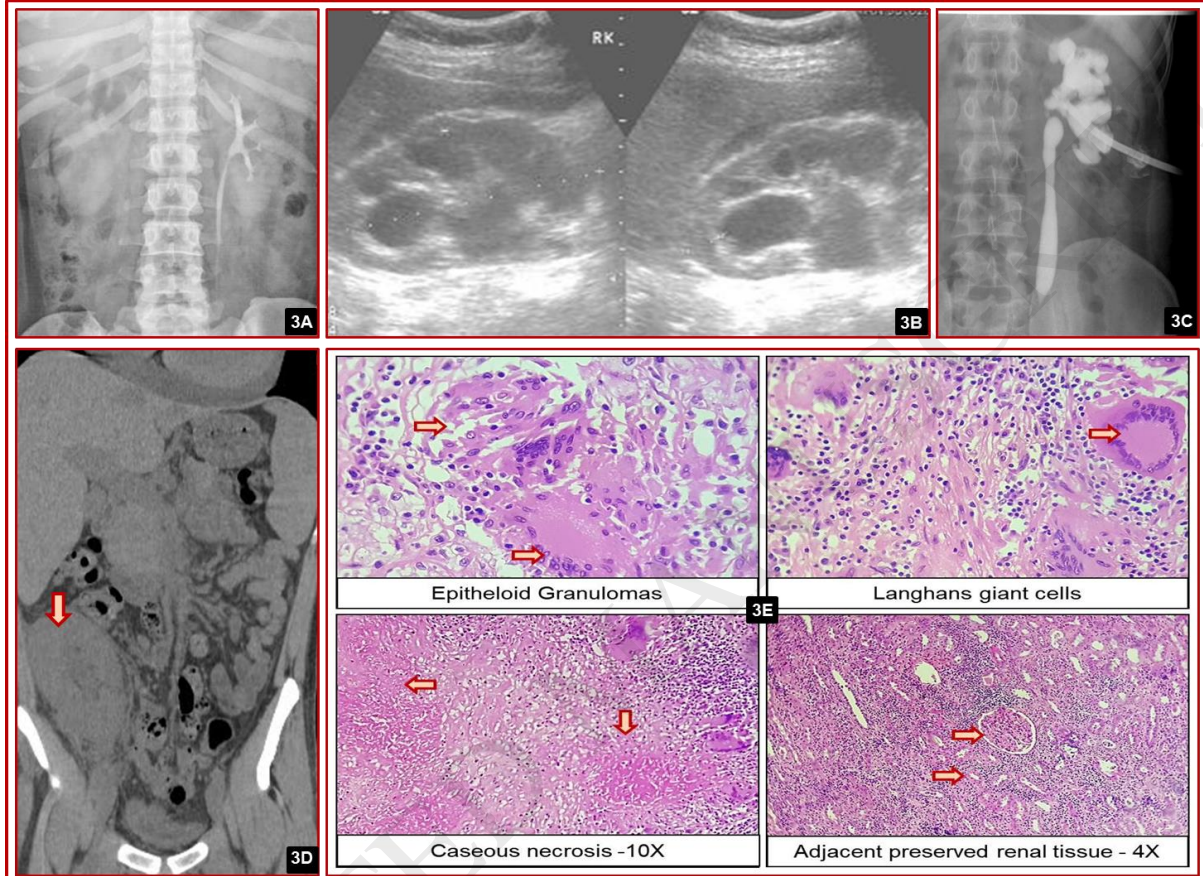 RK
3A
3B
3C
3D
Epitheloid Granulomas
Langhans giant cells
3E
Caseous necrosis -10X
Adjacent preserved renal tissue - 4X